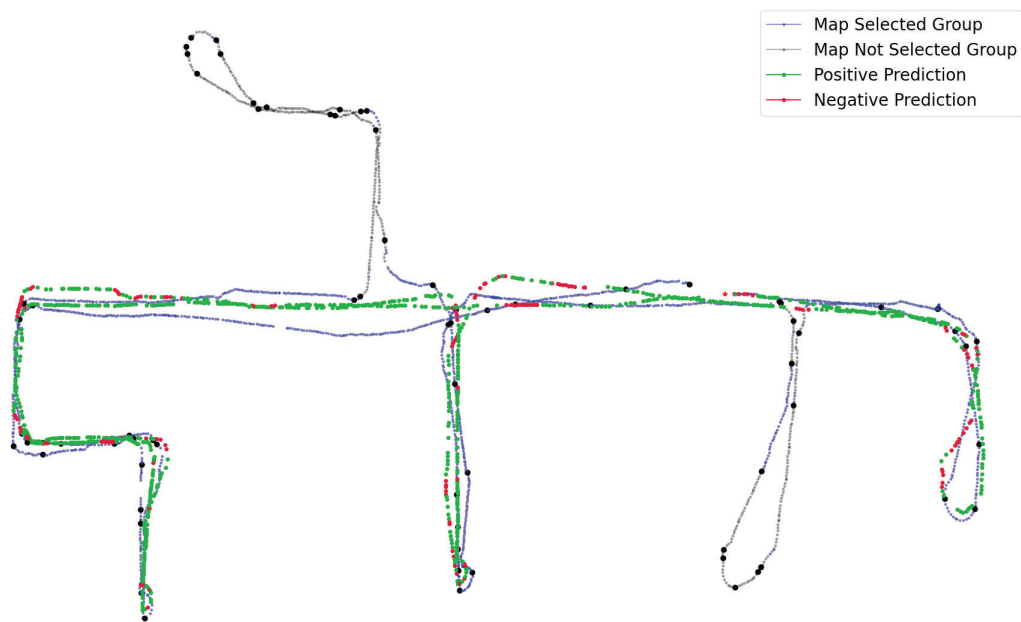 Map Selected Group
Map Not Selected Group
Positive Prediction
Negative Prediction